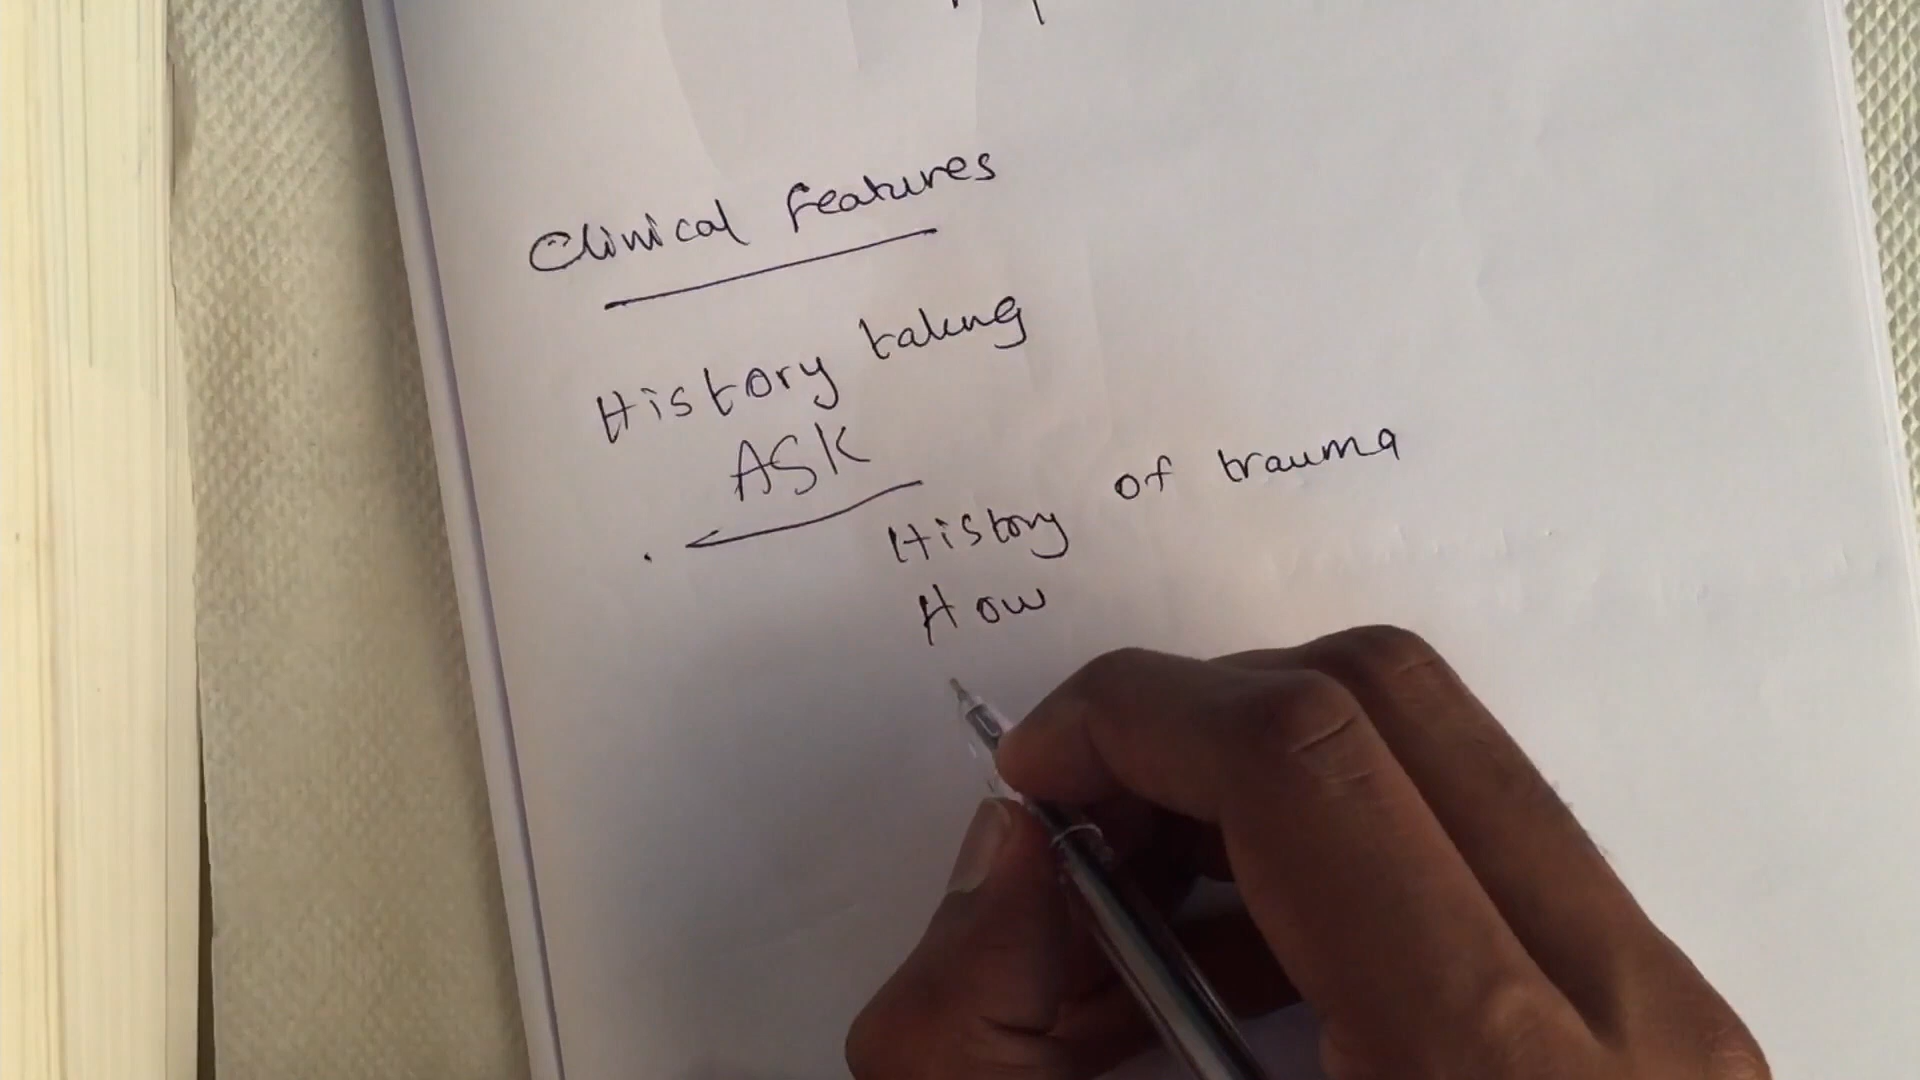 Clinical features
History taking
ASK
History of trauma
How